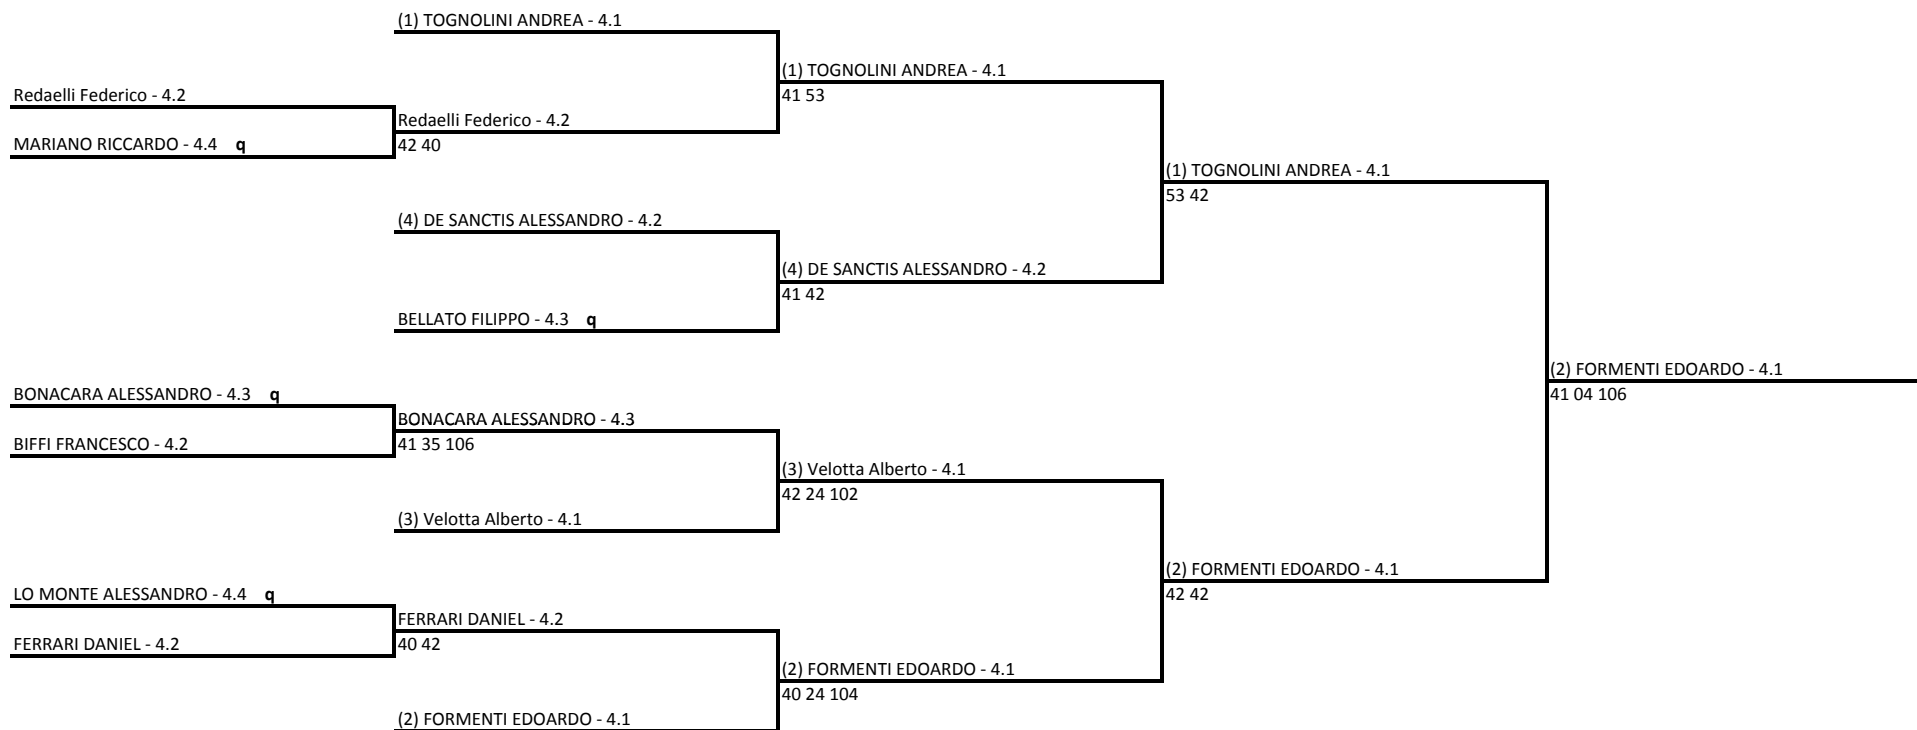 (1) TOGNOLINI ANDREA - 4.1
(1) TOGNOLINI ANDREA - 4.1
Redaelli Federico - 4.2
41 53
Redaelli Federico - 4.2
MARIANO RICCARDO - 4.4 q
42 40
(1) TOGNOLINI ANDREA - 4.1
53 42
(4) DE SANCTIS ALESSANDRO - 4.2
(4) DE SANCTIS ALESSANDRO - 4.2
41 42
BELLATO FILIPPO - 4.3 q
(2) FORMENTI EDOARDO - 4.1
BONACARA ALESSANDRO - 4.3 q
41 04 106
BONACARA ALESSANDRO - 4.3
BIFFI FRANCESCO - 4.2
41 35 106
(3) Velotta Alberto - 4.1
42 24 102
(3) Velotta Alberto - 4.1
(2) FORMENTI EDOARDO - 4.1
LO MONTE ALESSANDRO - 4.4 q
42 42
FERRARI DANIEL - 4.2
FERRARI DANIEL - 4.2
40 42
(2) FORMENTI EDOARDO - 4.1
40 24 104
(2) FORMENTI EDOARDO - 4.1